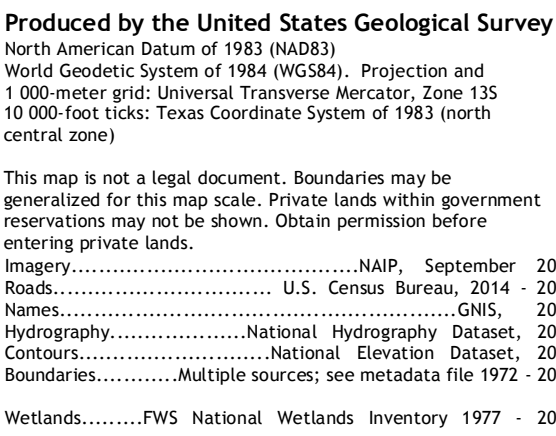 Produced by the United States Geological Survey
North American Datum of 1983 (NAD83)
World Geodetic System of 1984 (WGS84). Projection and
1 000-meter grid: Universal Transverse Mercator, Zone 13S
10 000-foot ticks: Texas Coordinate System of 1983 (north
central zone)
This map is not a legal document. Boundaries may be
generalized for this map scale. Private lands within government
reservations may not be shown. Obtain permission before
entering private lands.
Imagery.......................................NAIP, September 20
Roads.............................. U.S. Census Bureau, 2014 - 20
Names......................................................GNIS, 20
Hydrography....................National Hydrography Dataset, 20
Contours............................National Elevation Dataset, 20
Boundaries............Multiple sources; see metadata file 1972 - 20
Wetlands.........FWS National Wetlands Inventory 1977 - 20